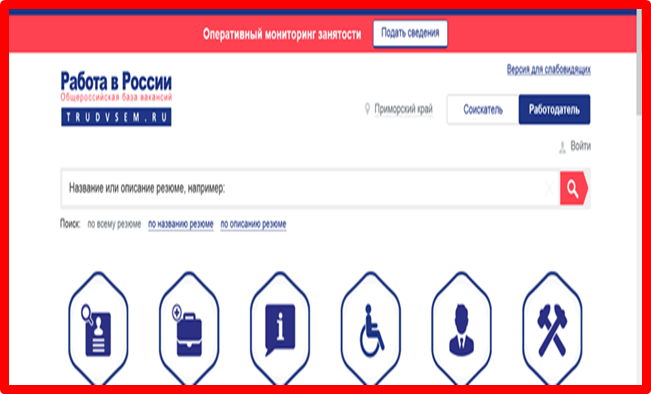 Оперативный мониторинг занятости Подать сведения
Версия для слабовидящих
Работа в России
Общероссийская база вакансий
TRUDVSEM.RU
Приморский край Соискатель Работодатель
Войти
Название или описание резюме, например:
Поиск: по всему резюме по названию резюме по описанию резюме